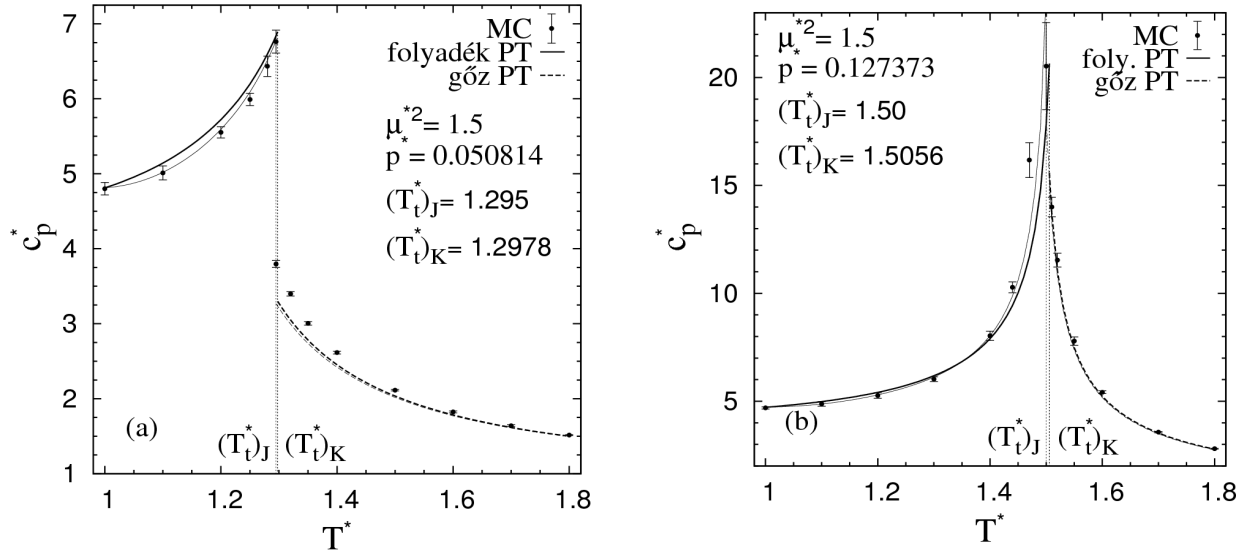 7
6
5
4
3
2
1
c*p
MC
folyadék PT
gőz PT
μ*2 = 1.5
p* = 0.050814
(T*t)J = 1.295
(T*t)K = 1.2978
(a)
(T*t)J (T*t)K
1 1.2 1.4 1.6 1.8
T*
20
15
10
5
c*p
μ*2 = 1.5
p* = 0.127373
(T*t)J = 1.50
(T*t)K = 1.5056
MC
foly. PT
gőz PT
(b)
(T*t)J (T*t)K
1 1.2 1.4 1.6 1.8
T*